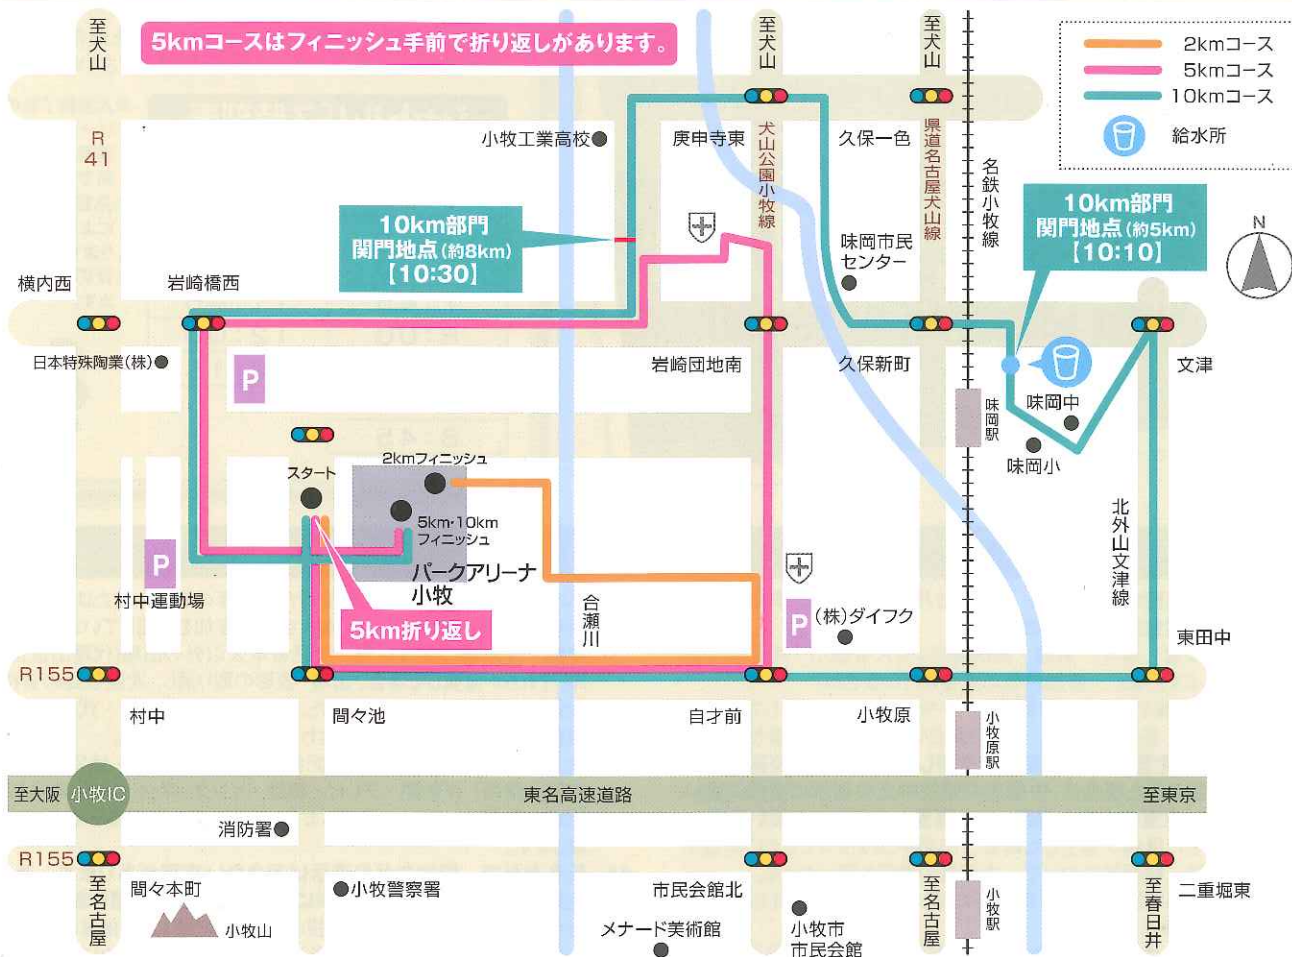 5kmコースはフィニッシュ手前で折り返しがあります。
至犬山
至犬山
至犬山
2kmコース
5kmコース
10kmコース
給水所
R
41
小牧工業高校
庚申寺東
犬山公園小牧線
久保一色
県道名古屋犬山線
名鉄小牧線
10km部門
関門地点(約8km)
【10:30】
10km部門
関門地点(約5km)
【10:10】
味岡市民
センター
N
横内西
岩崎橋西
日本特殊陶業(株)
P
岩崎団地南
久保新町
文津
味岡駅
味岡中
味岡小
スタート
2kmフィニッシュ
5km・10km
フィニッシュ
パークアリーナ
小牧
P
村中運動場
5km折り返し
合瀬川
P
(株)ダイフク
北外山文津線
東田中
R155
村中
間々池
自才前
小牧原
小牧原駅
至大阪
小牧IC
東名高速道路
至東京
消防署
R155
至名古屋
間々本町
小牧警察署
市民会館北
至名古屋
小牧駅
至春日井
二重堀東
小牧山
メナード美術館
小牧市
市民会館